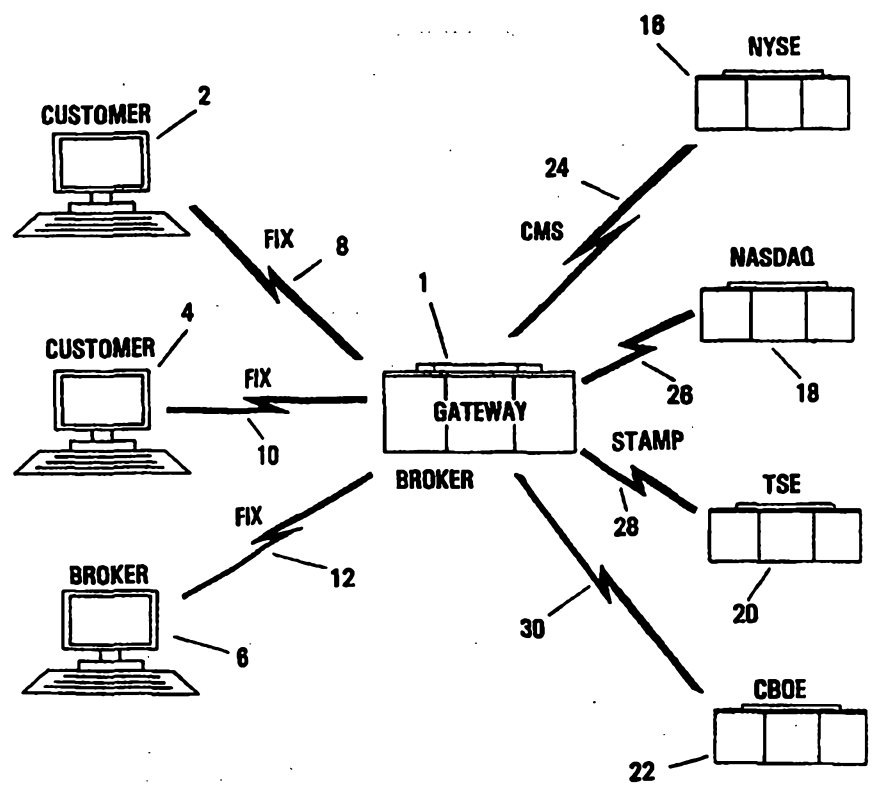 16
NYSE
CUSTOMER
2
24
CMS
FIX
8
NASDAQ
1
4
CUSTOMER
FIX
26
18
GATEWAY
10
STAMP
BROKER
TSE
28
FIX
12
BROKER
20
30
6
CBOE
22